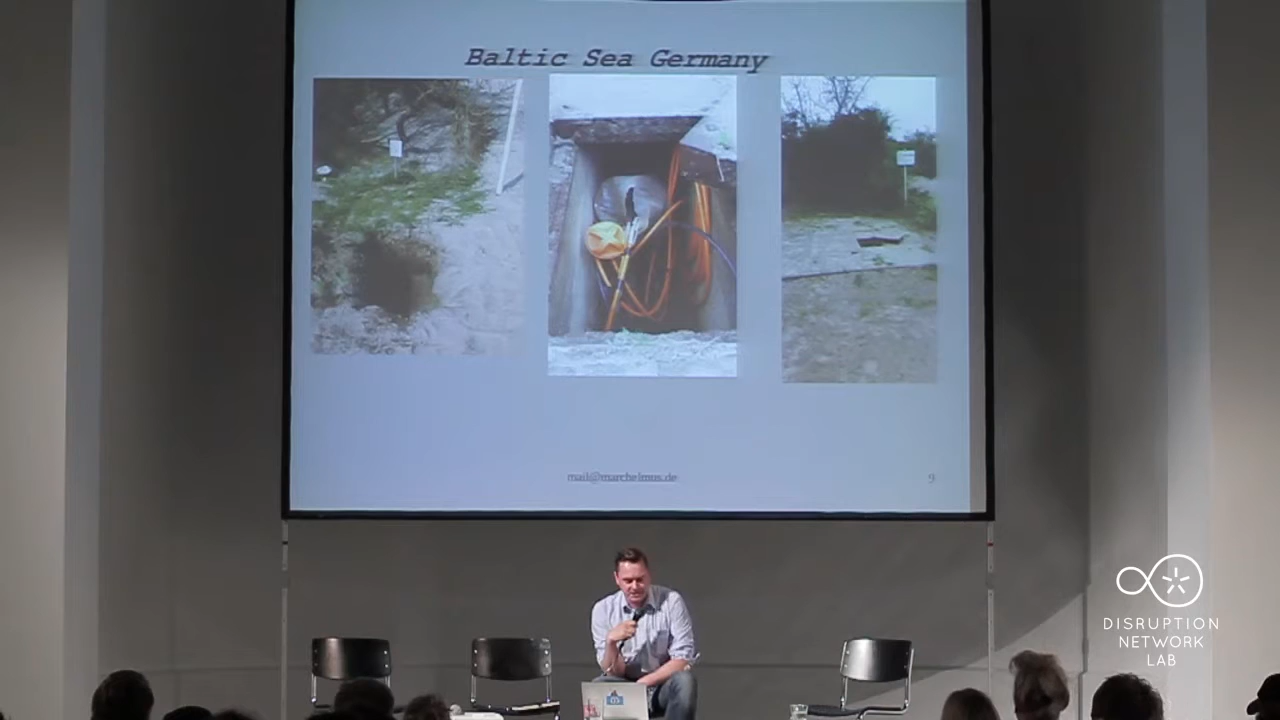 Baltic Sea Germany
mail@marchelmus.de
9
DISRUPTION
NETWORK
LAB